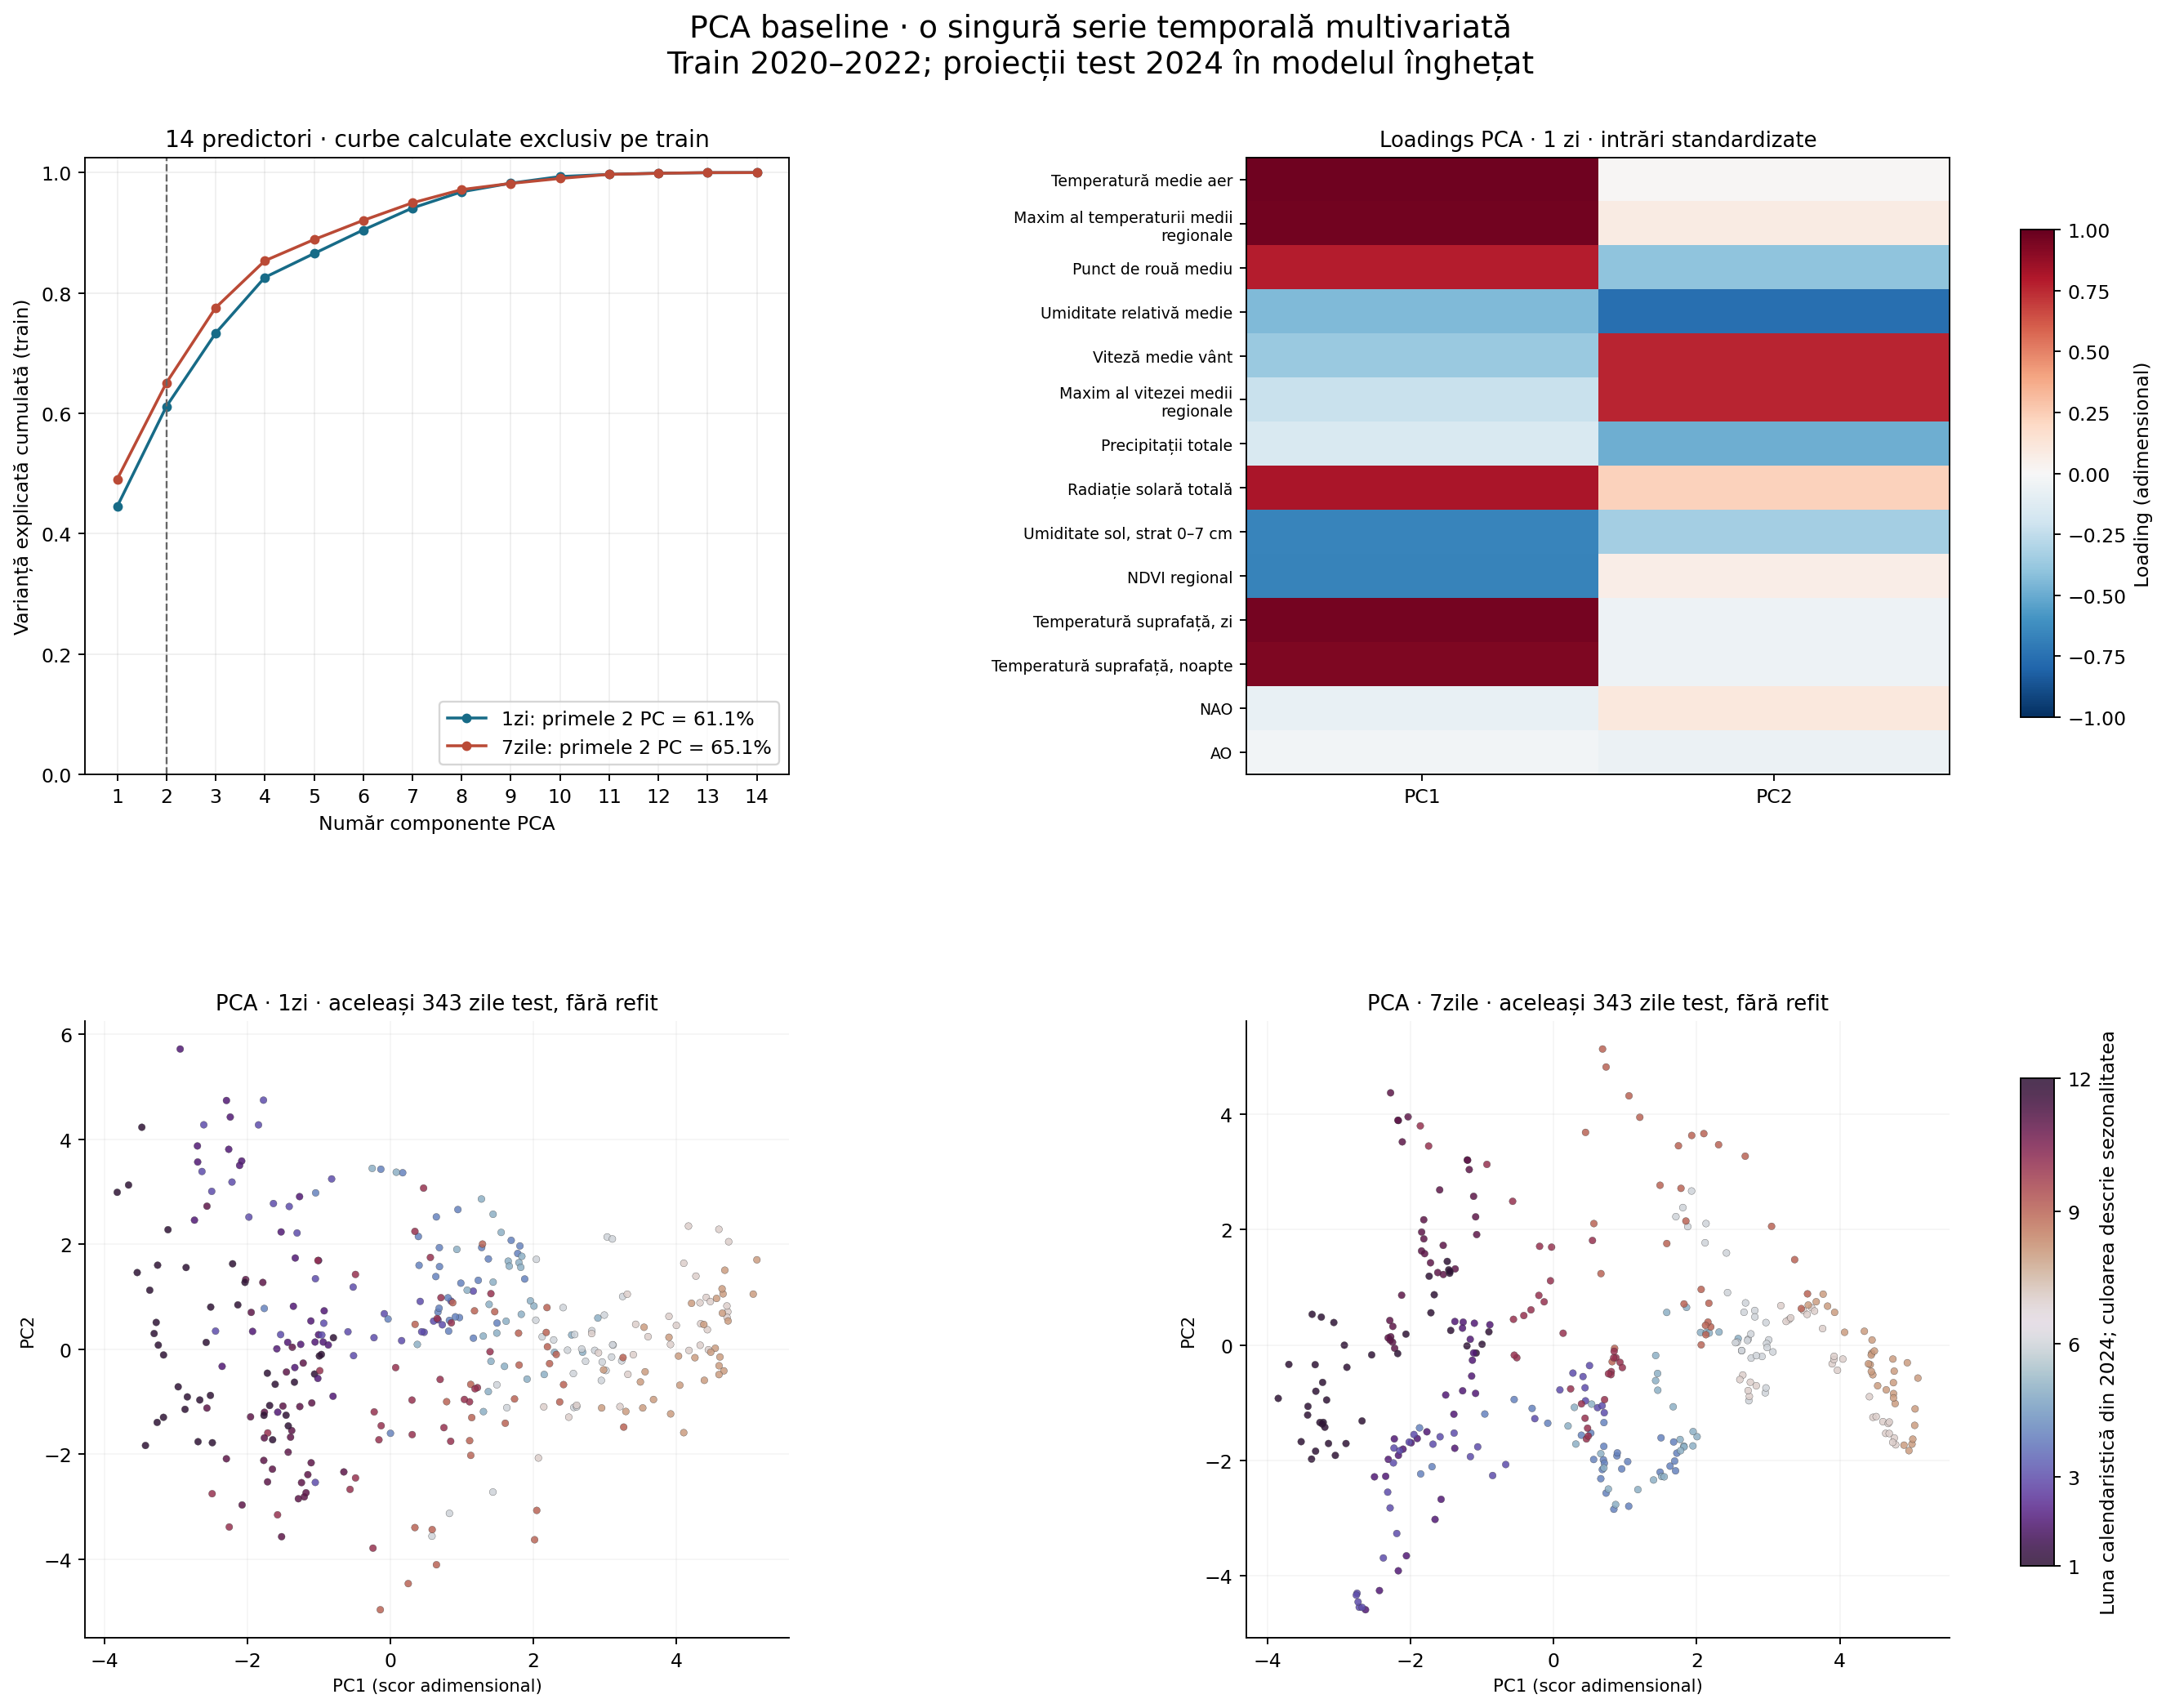 PCA baseline · o singură serie temporală multivariată
Train 2020–2022; proiecții test 2024 în modelul înghețat
14 predictori · curbe calculate exclusiv pe train
Varianță explicată cumulată (train)
1.0
0.8
0.6
0.4
0.2
0.0
1zi: primele 2 PC = 61.1%
7zile: primele 2 PC = 65.1%
1 2 3 4 5 6 7 8 9 10 11 12 13 14
Număr componente PCA
Loadings PCA · 1 zi · intrări standardizate
Temperatură medie aer
Maxim al temperaturii medii
regionale
Punct de rouă mediu
Umiditate relativă medie
Viteză medie vânt
Maxim al vitezei medii
regionale
Precipitații totale
Radiație solară totală
Umiditate sol, strat 0–7 cm
NDVI regional
Temperatură suprafață, zi
Temperatură suprafață, noapte
NAO
AO
PC1 PC2
1.00
0.75
0.50
0.25
0.00
−0.25
−0.50
−0.75
−1.00
Loading (adimensional)
PCA · 1zi · aceleași 343 zile test, fără refit
PC2
6
4
2
0
−2
−4
−4 −2 0 2 4
PC1 (scor adimensional)
PCA · 7zile · aceleași 343 zile test, fără refit
PC2
4
2
0
−2
−4
−4 −2 0 2 4
PC1 (scor adimensional)
12
9
6
3
1
Luna calendaristică din 2024; culoarea descrie sezonalitatea